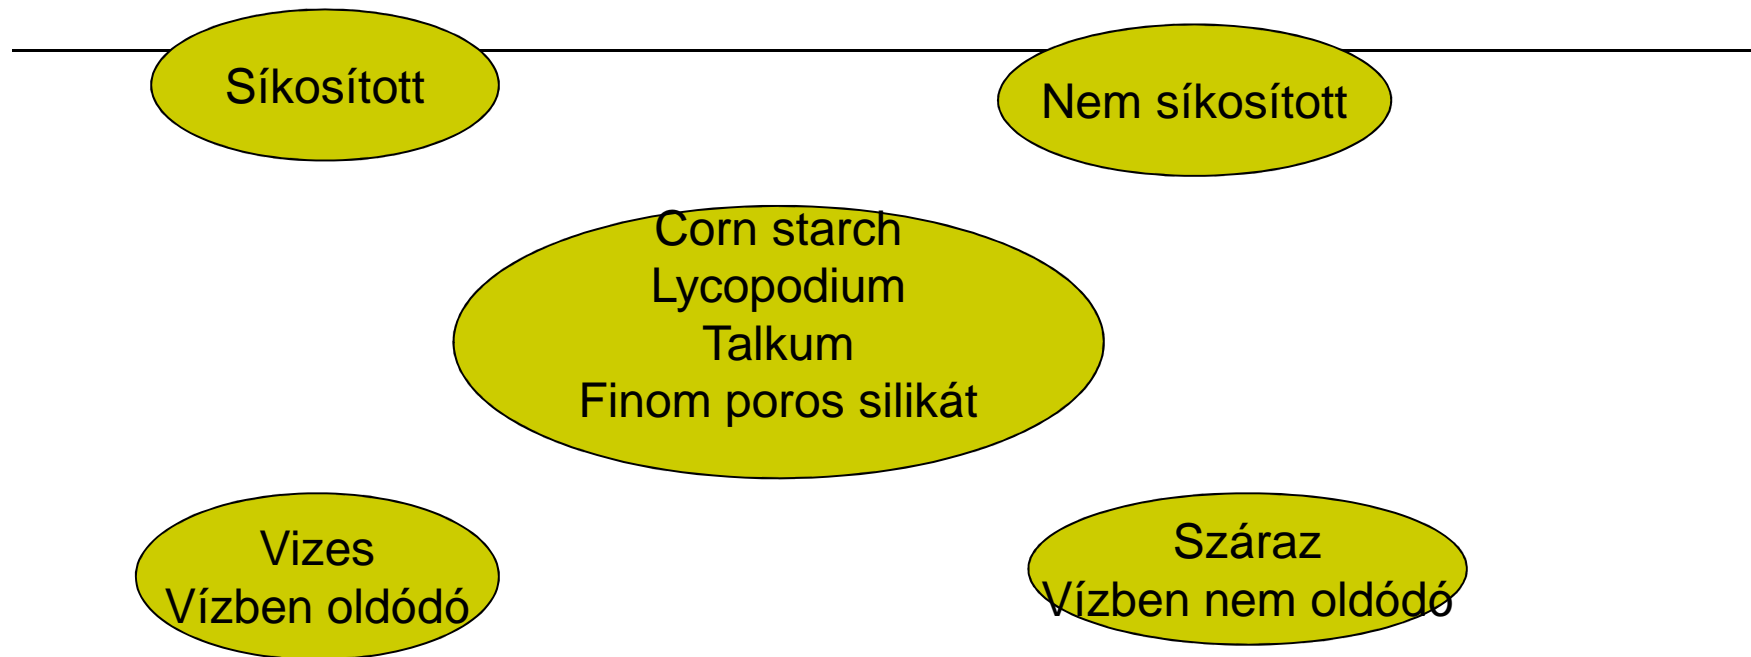 Síkosított
Nem síkosított
Corn starch
Lycopodium
Talkum
Finom poros silikát
Vizes
Vízben oldódó
Száraz
Vízben nem oldódó